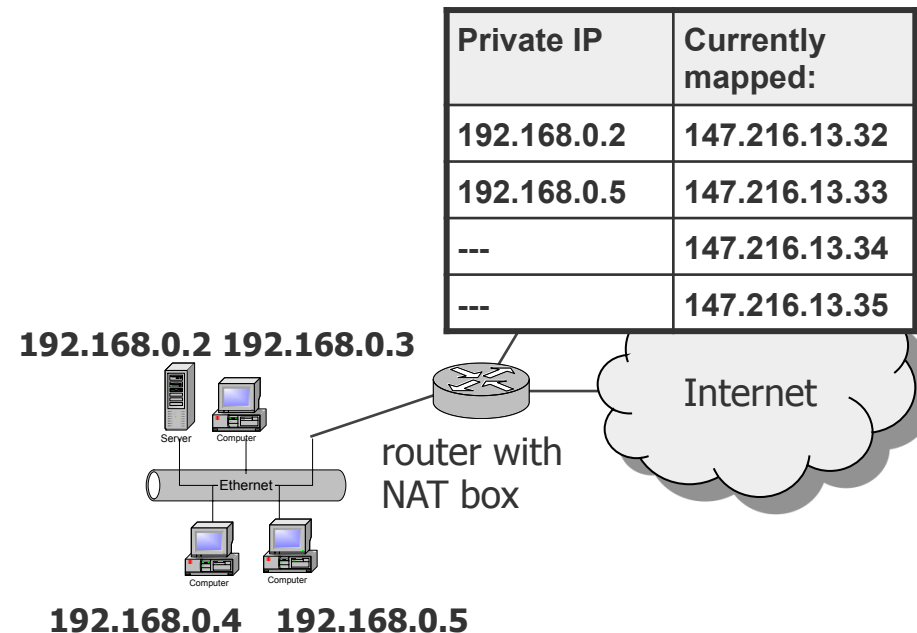 Private IP Currently mapped:
192.168.0.2 147.216.13.32
192.168.0.5 147.216.13.33
--- 147.216.13.34
--- 147.216.13.35
192.168.0.2 192.168.0.3
Server Computer
Internet
router with
NAT box
Ethernet
Computer Computer
192.168.0.4 192.168.0.5